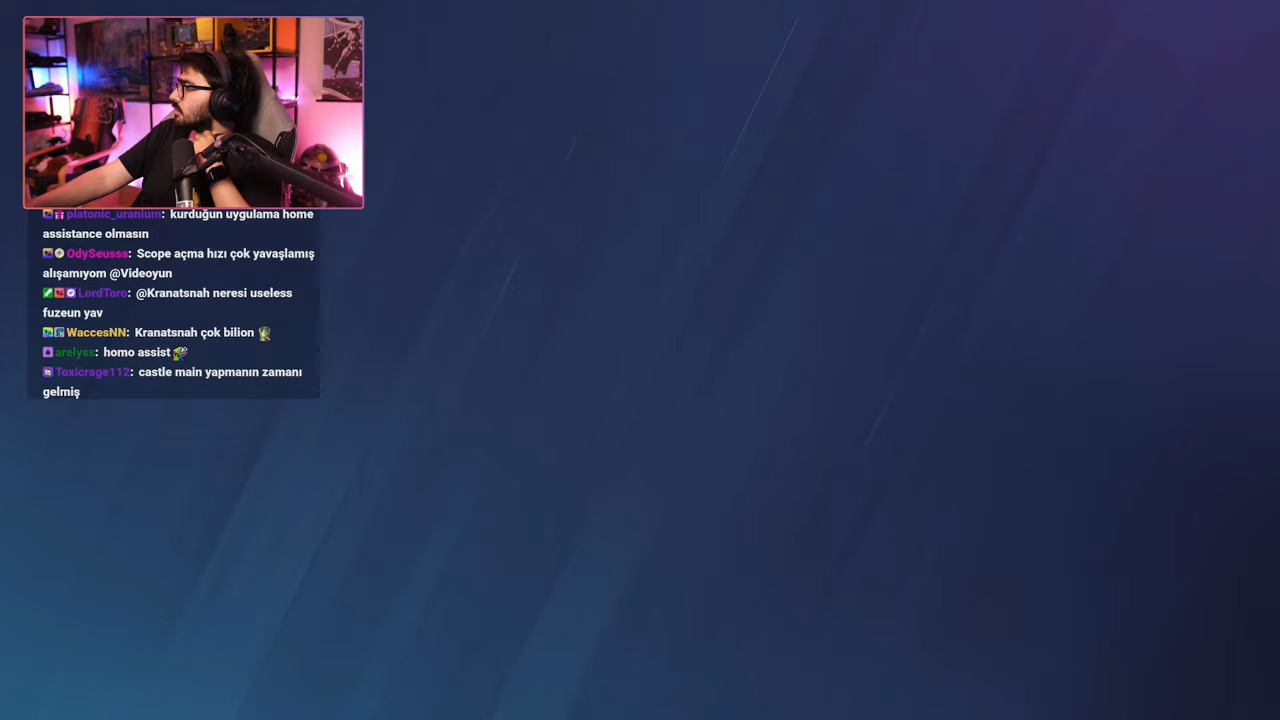 platonic_uranium: kurduğun uygulama home
assistance olmasın
OdySeusss: Scope açma hızı çok yavaşlamış
alışamıyom @Videoyun
LordToro: @Kranatsnah neresi useless
fuzeun yav
WaccesNN: Kranatsnah çok bilion
arelyss: homo assist
Toxicrage112: castle main yapmanın zamanı
gelmiş